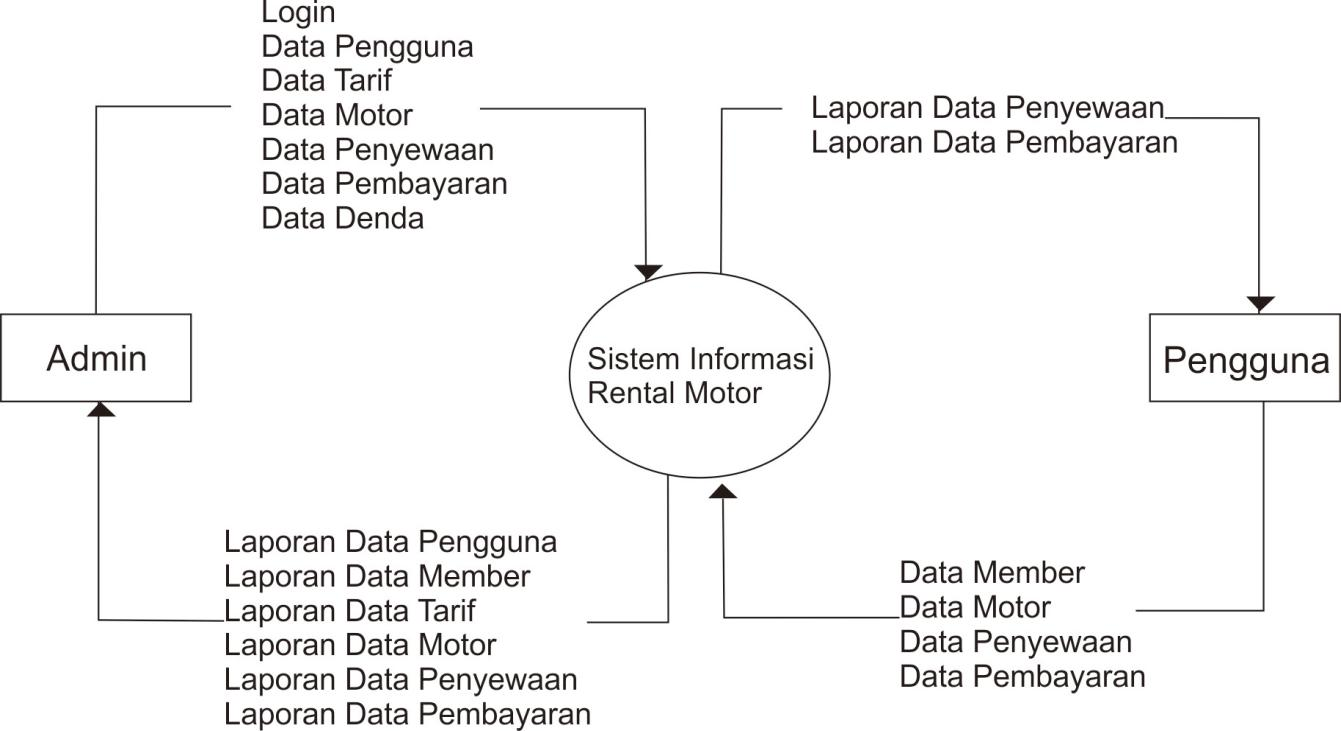 Login
Data Pengguna
Data Tarif
Data Motor
Data Penyewaan
Data Pembayaran
Data Denda
Laporan Data Penyewaan
Laporan Data Pembayaran
Admin
Sistem Informasi
Rental Motor
Pengguna
Laporan Data Pengguna
Laporan Data Member
Laporan Data Tarif
Laporan Data Motor
Laporan Data Penyewaan
Laporan Data Pembayaran
Data Member
Data Motor
Data Penyewaan
Data Pembayaran